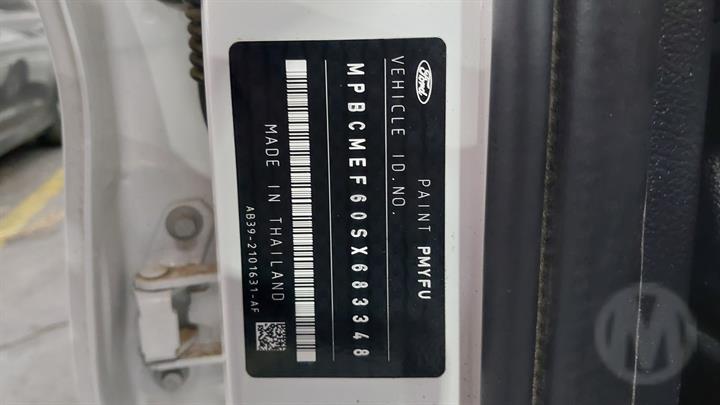 Ford
PAINT PMYFU
VEHICLE ID.NO.
MPBCMEF60SX683348
MADE IN THAILAND
AB39-2101631-AF
M